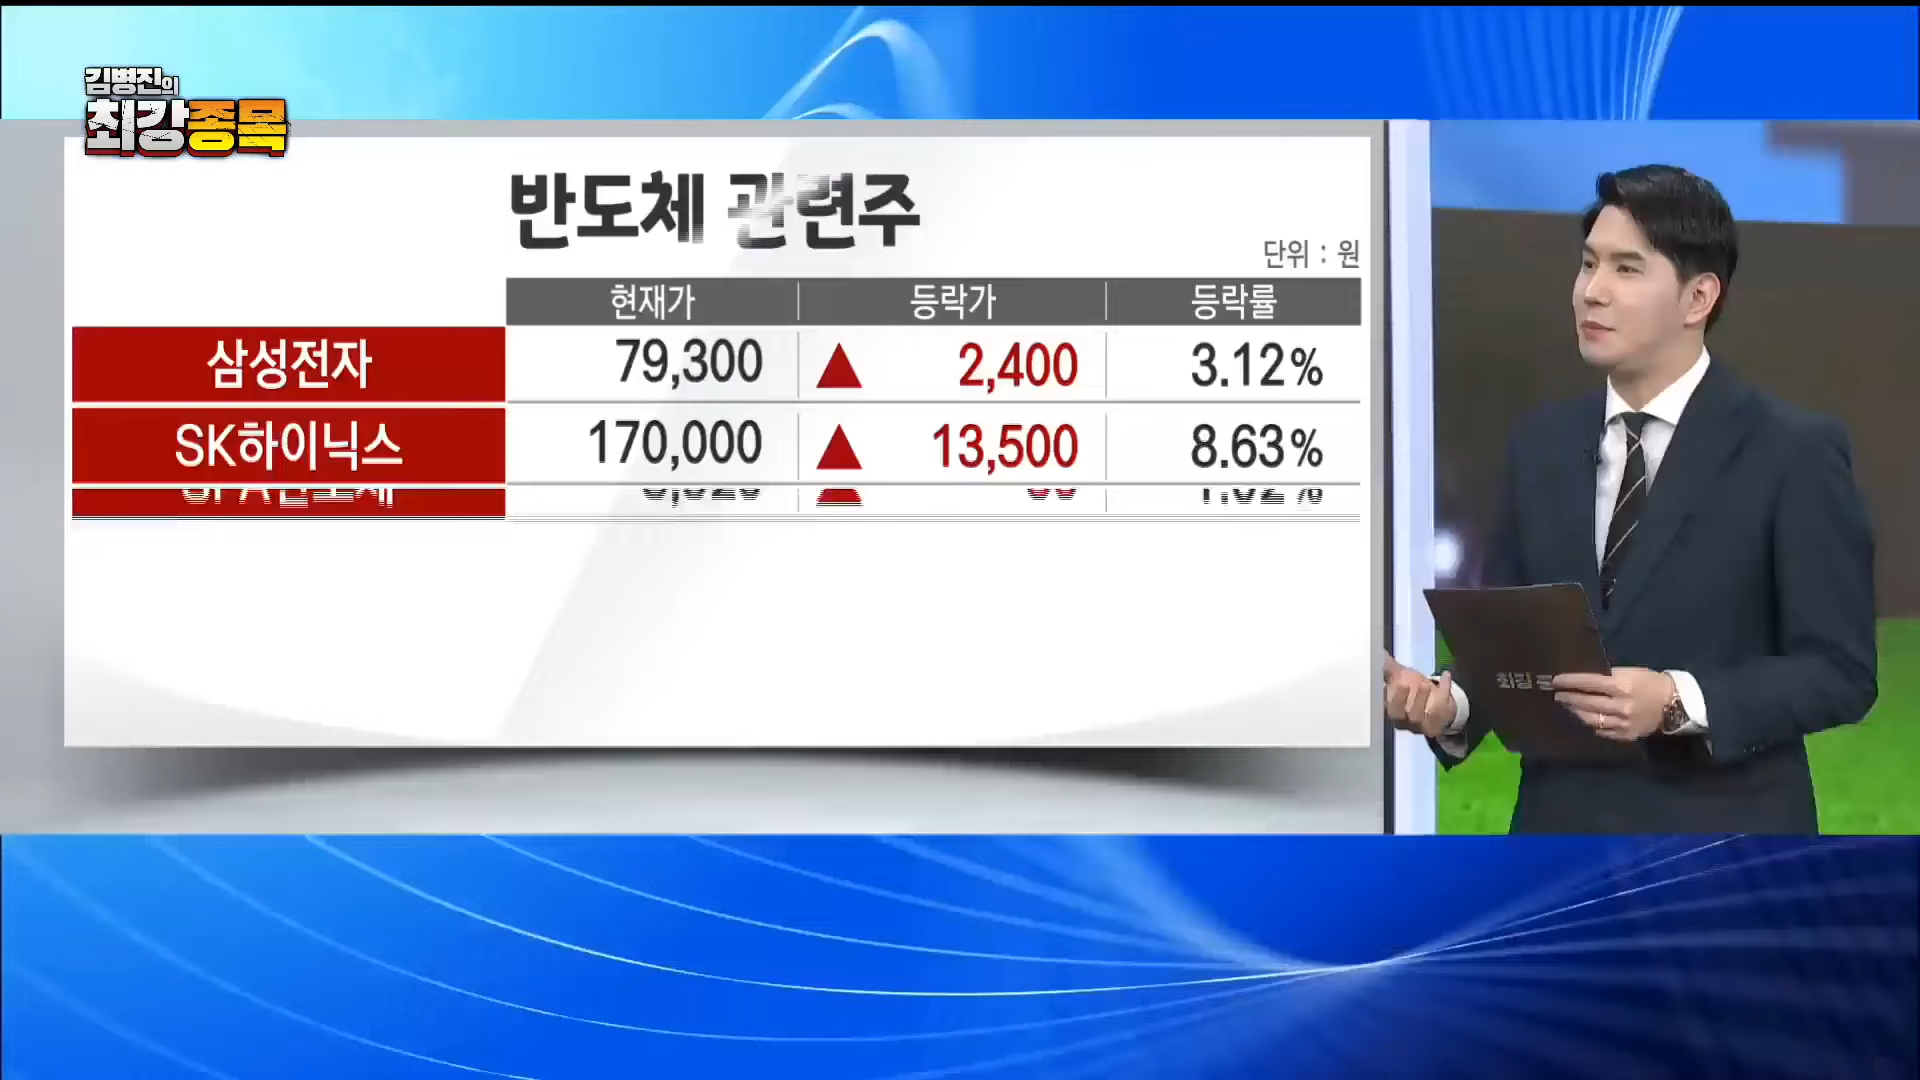 김병진의
최강종목
반도체 관련주
단위 : 원
현재가 등락가 등락률
삼성전자 79,300 ▲ 2,400 3.12%
SK하이닉스 170,000 ▲ 13,500 8.63%
최강